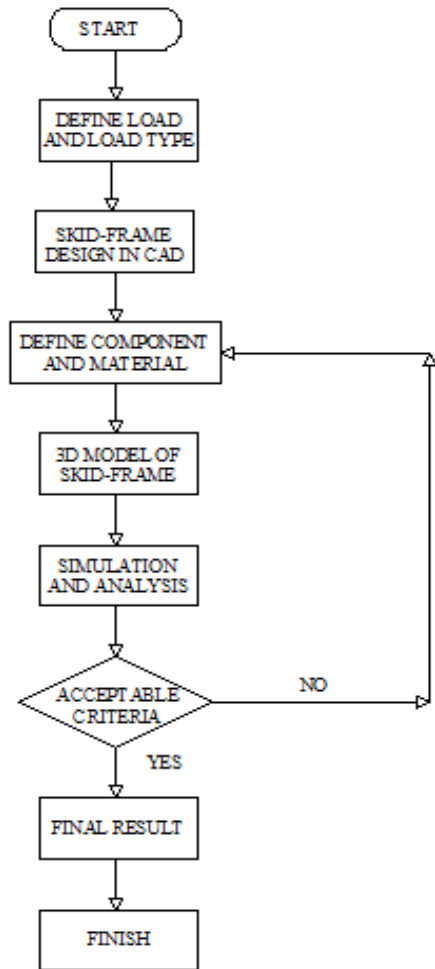 START
DEFINE LOAD
AND LOAD TYPE
SKID-FRAME
DESIGN IN CAD
DEFINE COMPONENT
AND MATERIAL
3D MODEL OF
SKID-FRAME
SIMULATION
AND ANALYSIS
ACCEPTABLE
CRITERIA
NO
YES
FINAL RESULT
FINISH